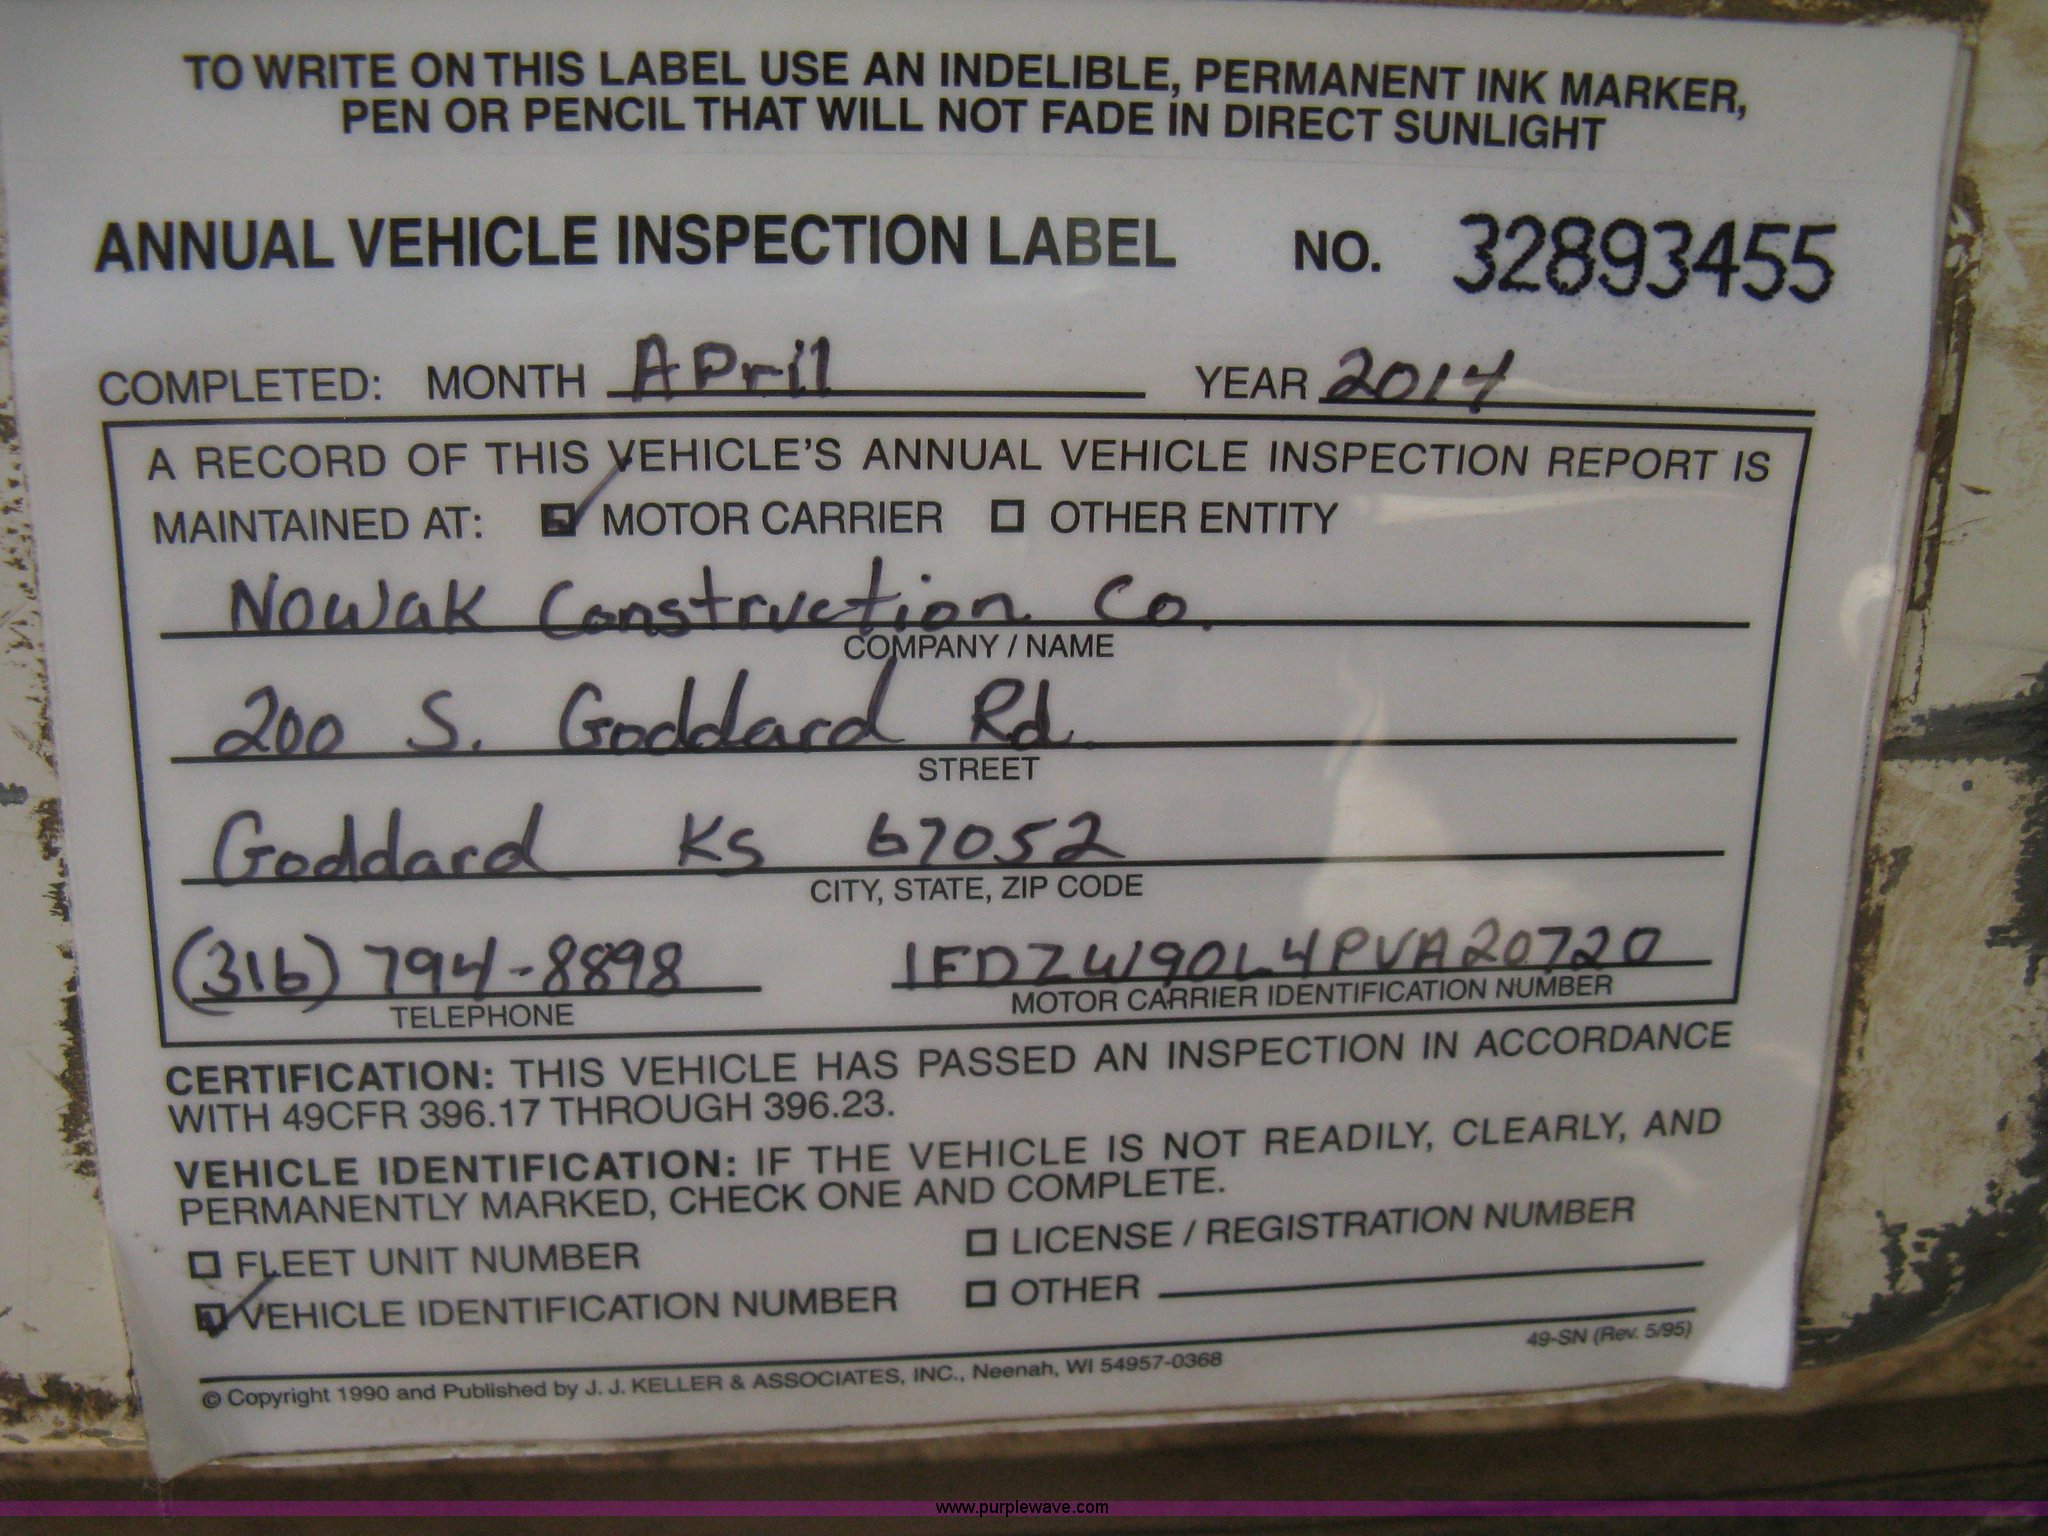 TO WRITE ON THIS LABEL USE AN INDELIBLE, PERMANENT INK MARKER,
PEN OR PENCIL THAT WILL NOT FADE IN DIRECT SUNLIGHT
ANNUAL VEHICLE INSPECTION LABEL NO. 32893455
COMPLETED: MONTH April YEAR 2014
A RECORD OF THIS VEHICLE'S ANNUAL VEHICLE INSPECTION REPORT IS
MAINTAINED AT: MOTOR CARRIER OTHER ENTITY
Nowak Construction Co.
COMPANY / NAME
200 S. Goddard Rd.
STREET
Goddard KS 67052
CITY, STATE, ZIP CODE
(316) 794-8898 1FDZW90L4PVA20720
TELEPHONE MOTOR CARRIER IDENTIFICATION NUMBER
CERTIFICATION: THIS VEHICLE HAS PASSED AN INSPECTION IN ACCORDANCE
WITH 49CFR 396.17 THROUGH 396.23.
VEHICLE IDENTIFICATION: IF THE VEHICLE IS NOT READILY, CLEARLY, AND
PERMANENTLY MARKED, CHECK ONE AND COMPLETE.
FLEET UNIT NUMBER LICENSE / REGISTRATION NUMBER
VEHICLE IDENTIFICATION NUMBER OTHER
49-SN (Rev. 5/95)
© Copyright 1990 and Published by J. J. KELLER & ASSOCIATES, INC., Neenah, WI 54957-0368
www.purplewave.com